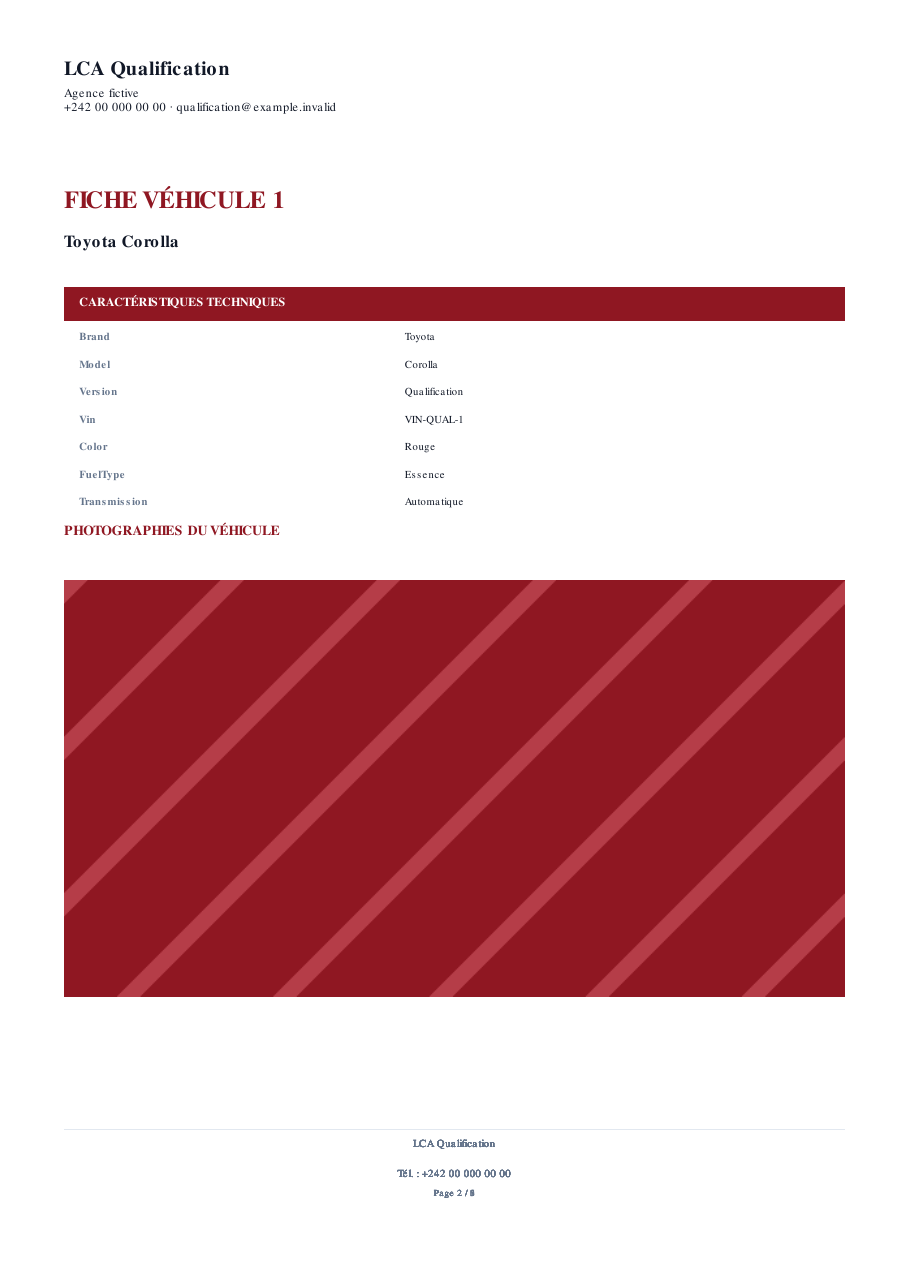 LCA Qualification
Agence fictive
+242 00 000 00 00 · qualification@example.invalid
FICHE VÉHICULE 1
Toyota Corolla
CARACTÉRISTIQUES TECHNIQUES
Brand Toyota
Model Corolla
Version Qualification
Vin VIN-QUAL-1
Color Rouge
FuelType Essence
Transmission Automatique
PHOTOGRAPHIES DU VÉHICULE
LCA Qualification
Tél. : +242 00 000 00 00
Page 2 /